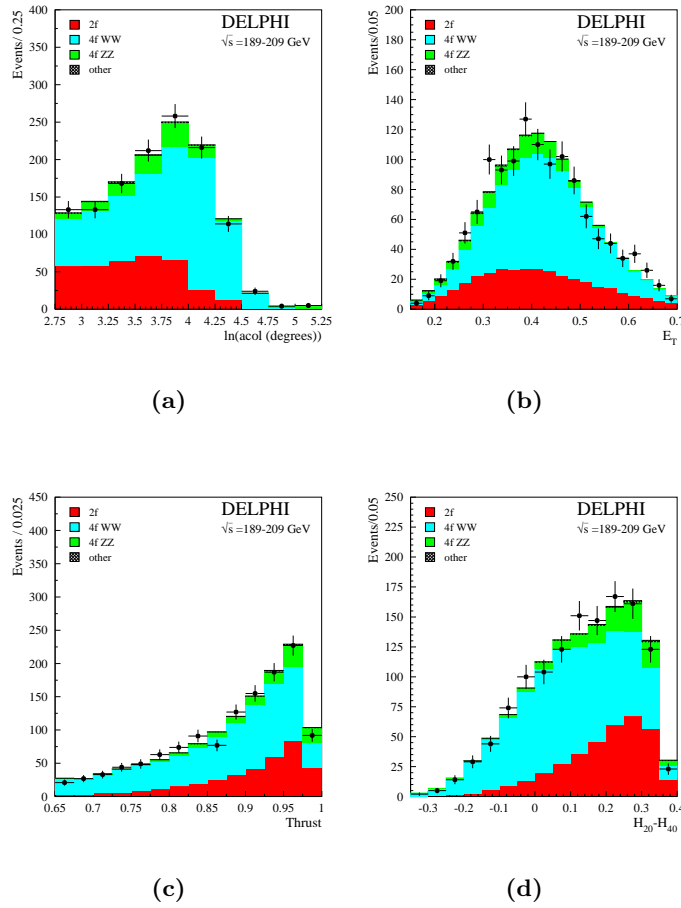 DELPHI
√s =189-209 GeV
2f
4f WW
4f ZZ
other
Events / 0.25
0
50
100
150
200
250
300
350
400
2.75
3
3.25
3.5
3.75
4
4.25
4.5
4.75
5
5.25
ln(acol (degrees))
(a)
DELPHI
√s =189-209 GeV
2f
4f WW
4f ZZ
other
Events/0.05
0
20
40
60
80
100
120
140
160
180
200
0.2
0.3
0.4
0.5
0.6
0.7
E_T
(b)
DELPHI
√s =189-209 GeV
2f
4f WW
4f ZZ
other
Events / 0.025
0
50
100
150
200
250
300
350
400
450
0.65
0.7
0.75
0.8
0.85
0.9
0.95
1
Thrust
(c)
DELPHI
√s =189-209 GeV
2f
4f WW
4f ZZ
other
Events/0.05
0
25
50
75
100
125
150
175
200
225
250
-0.3
-0.2
-0.1
0
0.1
0.2
0.3
0.4
H_20-H_40
(d)